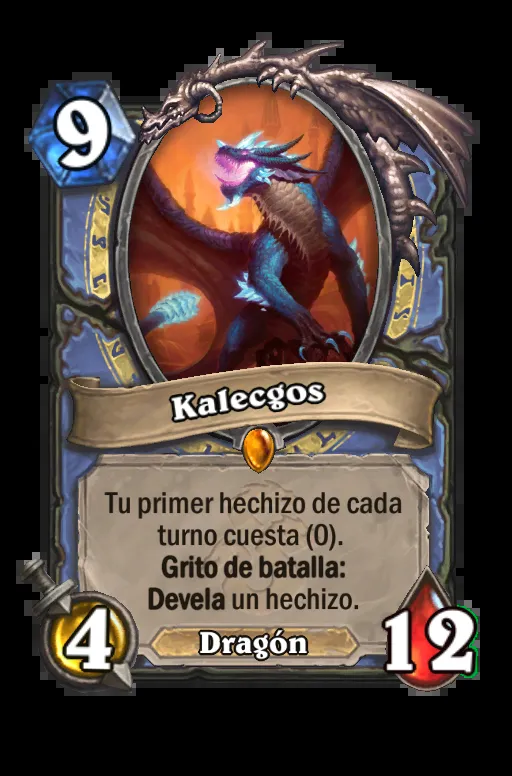 9
Kalecgos
Tu primer hechizo de cada
turno cuesta (0).
Grito de batalla:
Devela un hechizo.
4
Dragón
12